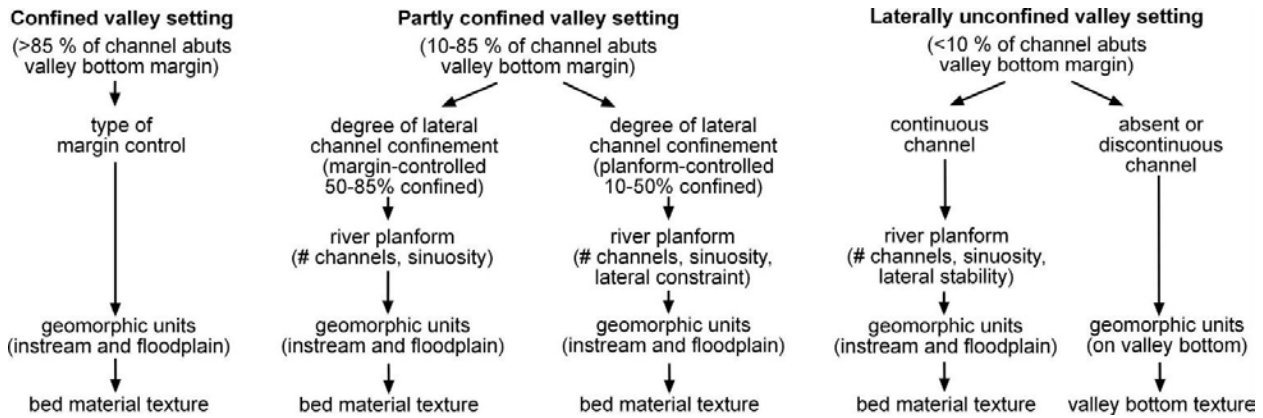 Confined valley setting
(>85 % of channel abuts
valley bottom margin)
type of
margin control
geomorphic units
(instream and floodplain)
bed material texture
Partly confined valley setting
(10-85 % of channel abuts
valley bottom margin)
degree of lateral
channel confinement
(margin-controlled
50-85% confined)
river planform
(# channels, sinuosity)
geomorphic units
(instream and floodplain)
bed material texture
degree of lateral
channel confinement
(planform-controlled
10-50% confined)
river planform
(# channels, sinuosity,
lateral constraint)
geomorphic units
(instream and floodplain)
bed material texture
Laterally unconfined valley setting
(<10 % of channel abuts
valley bottom margin)
continuous
channel
river planform
(# channels, sinuosity,
lateral stability)
geomorphic units
(instream and floodplain)
bed material texture
absent or
discontinuous
channel
geomorphic units
(on valley bottom)
valley bottom texture